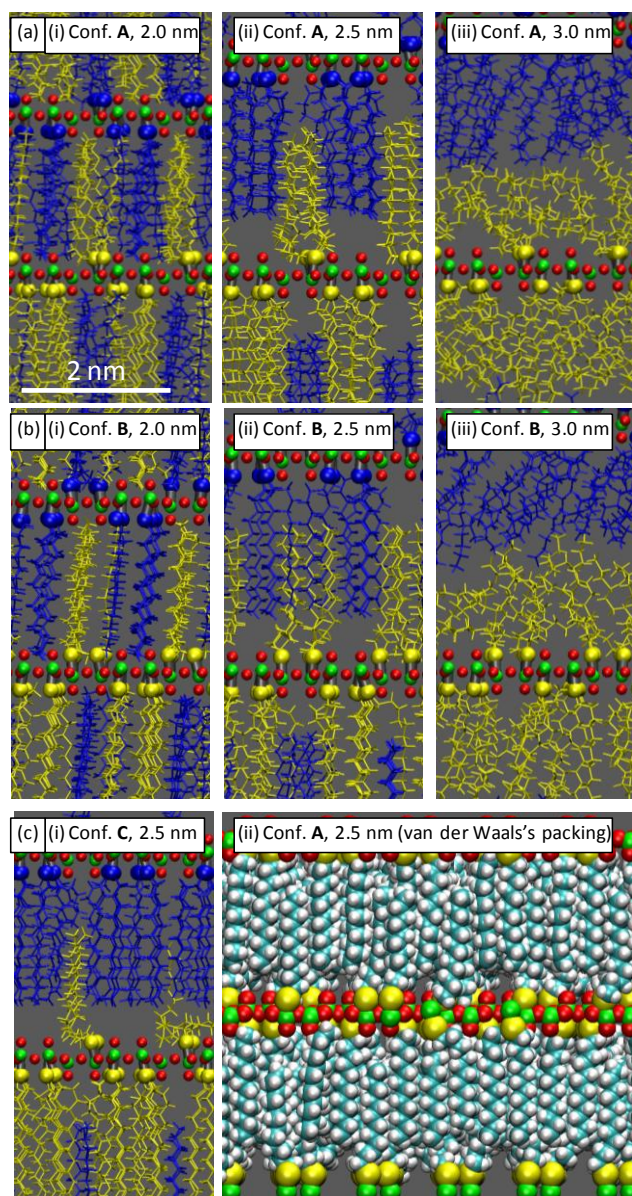 (a) (i) Conf. A, 2.0 nm
(ii) Conf. A, 2.5 nm
(iii) Conf. A, 3.0 nm
2 nm
(b) (i) Conf. B, 2.0 nm
(ii) Conf. B, 2.5 nm
(iii) Conf. B, 3.0 nm
(c) (i) Conf. C, 2.5 nm
(ii) Conf. A, 2.5 nm (van der Waals's packing)